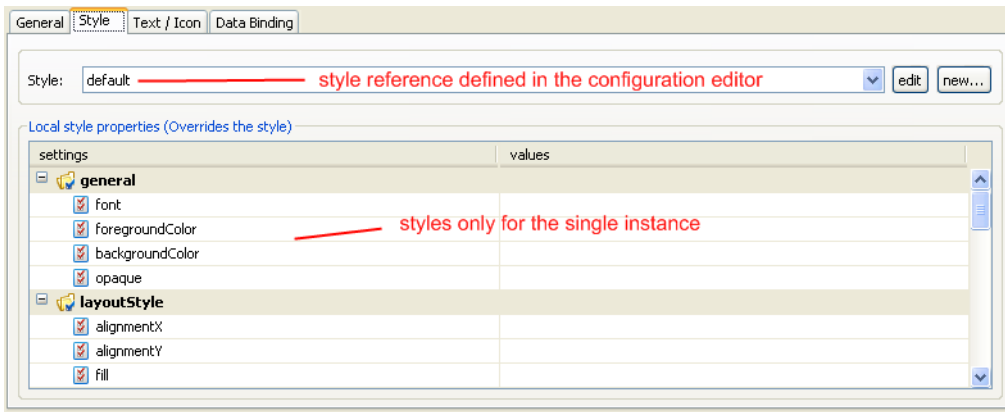 General Style Text / Icon Data Binding
Style: default style reference defined in the configuration editor edit new...
Local style properties (Overrides the style)
settings values
general
font
foregroundColor
styles only for the single instance
backgroundColor
opaque
layoutStyle
alignmentX
alignmentY
fill